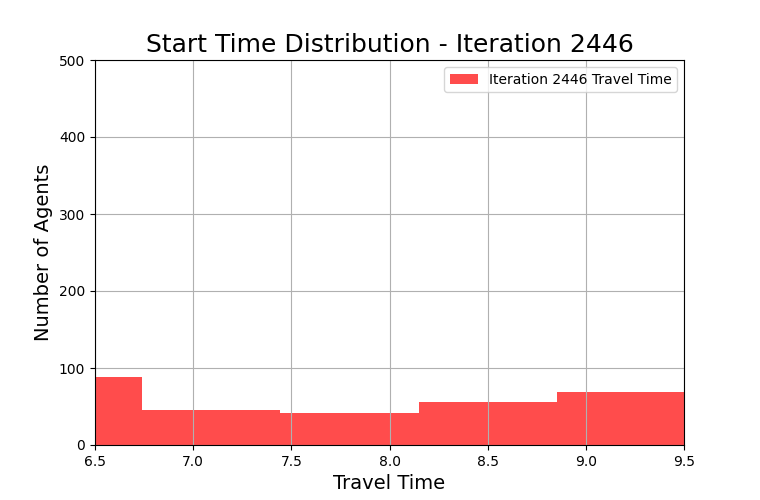 Start Time Distribution - Iteration 2446
Iteration 2446 Travel Time
Number of Agents
500
400
300
200
100
0
6.5 7.0 7.5 8.0 8.5 9.0 9.5
Travel Time